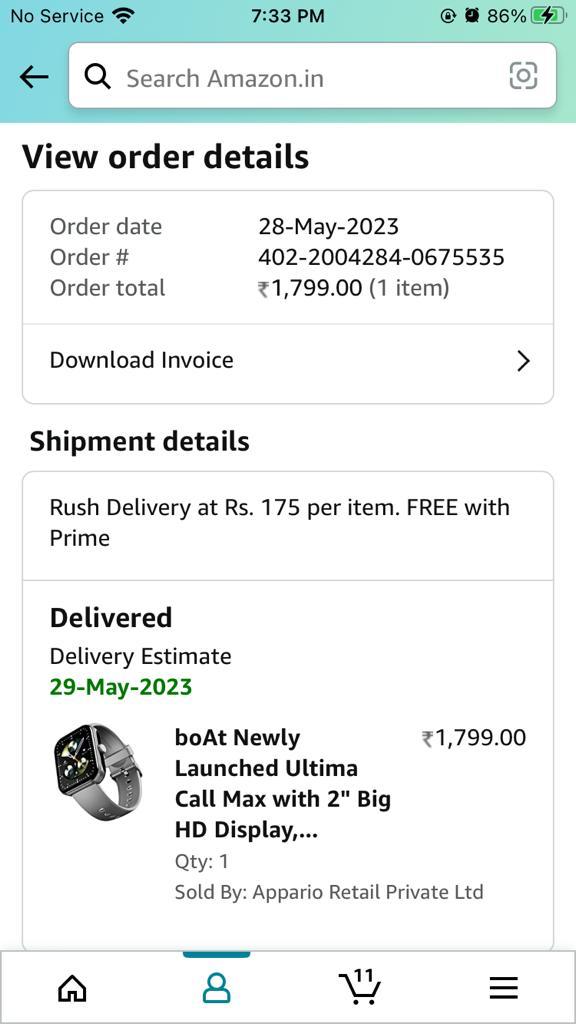 No Service 7:33 PM 86%
Search Amazon.in
View order details
Order date 28-May-2023
Order # 402-2004284-0675535
Order total ₹1,799.00 (1 item)
Download Invoice
Shipment details
Rush Delivery at Rs. 175 per item. FREE with
Prime
Delivered
Delivery Estimate
29-May-2023
boAt Newly ₹1,799.00
Launched Ultima
Call Max with 2" Big
HD Display,...
Qty: 1
Sold By: Appario Retail Private Ltd
11